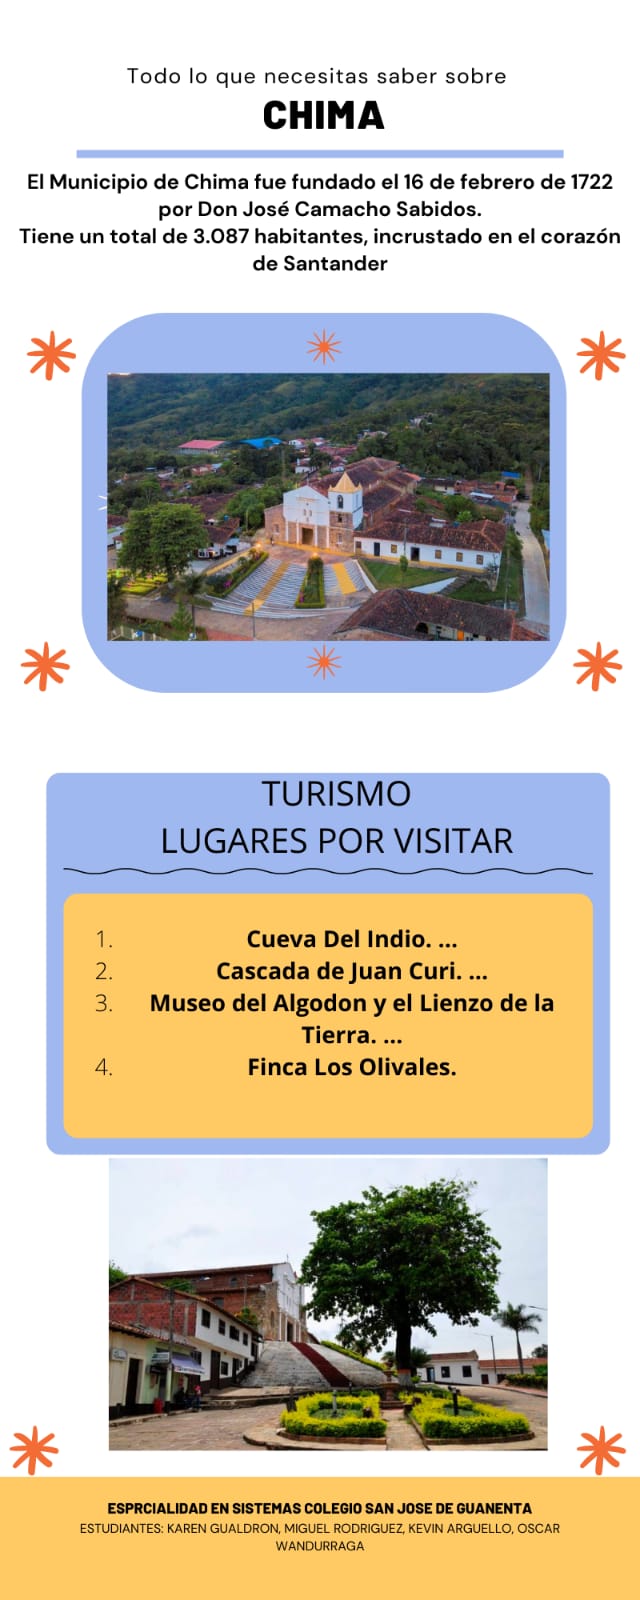 Todo lo que necesitas saber sobre
CHIMA
El Municipio de Chima fue fundado el 16 de febrero de 1722
por Don José Camacho Sabidos.
Tiene un total de 3.087 habitantes, incrustado en el corazón
de Santander
TURISMO
LUGARES POR VISITAR
1. Cueva Del Indio. ...
2. Cascada de Juan Curi. ...
3. Museo del Algodon y el Lienzo de la
Tierra. ...
4. Finca Los Olivales.
ESPRCIALIDAD EN SISTEMAS COLEGIO SAN JOSE DE GUANENTA
ESTUDIANTES: KAREN GUALDRON, MIGUEL RODRIGUEZ, KEVIN ARGUELLO, OSCAR
WANDURRAGA